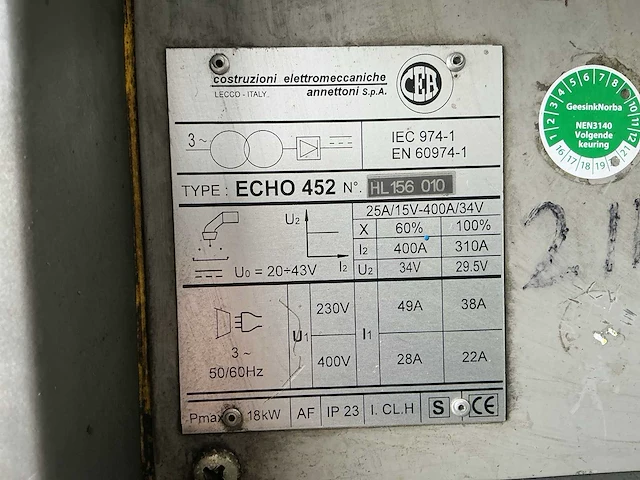 costruzioni elettromeccaniche
LECCO - ITALY.
annettoni S.p.A.
CEA
3~
IEC 974-1
EN 60974-1
TYPE : ECHO 452 N°. HL156 010
25A/15V-400A/34V
U2
X 60% 100%
I2 400A 310A
U0 = 20÷43V I2 U2 34V 29.5V
U1 230V I1 49A 38A
3 ~
50/60Hz
400V 28A 22A
Pmax 18kW AF IP 23 I. CL.H S CE
1 2 3 4 5 6 7 8 9 10 11 12
GeesinkNorba
NEN3140
Volgende
keuring
16 17 18 19 20 21